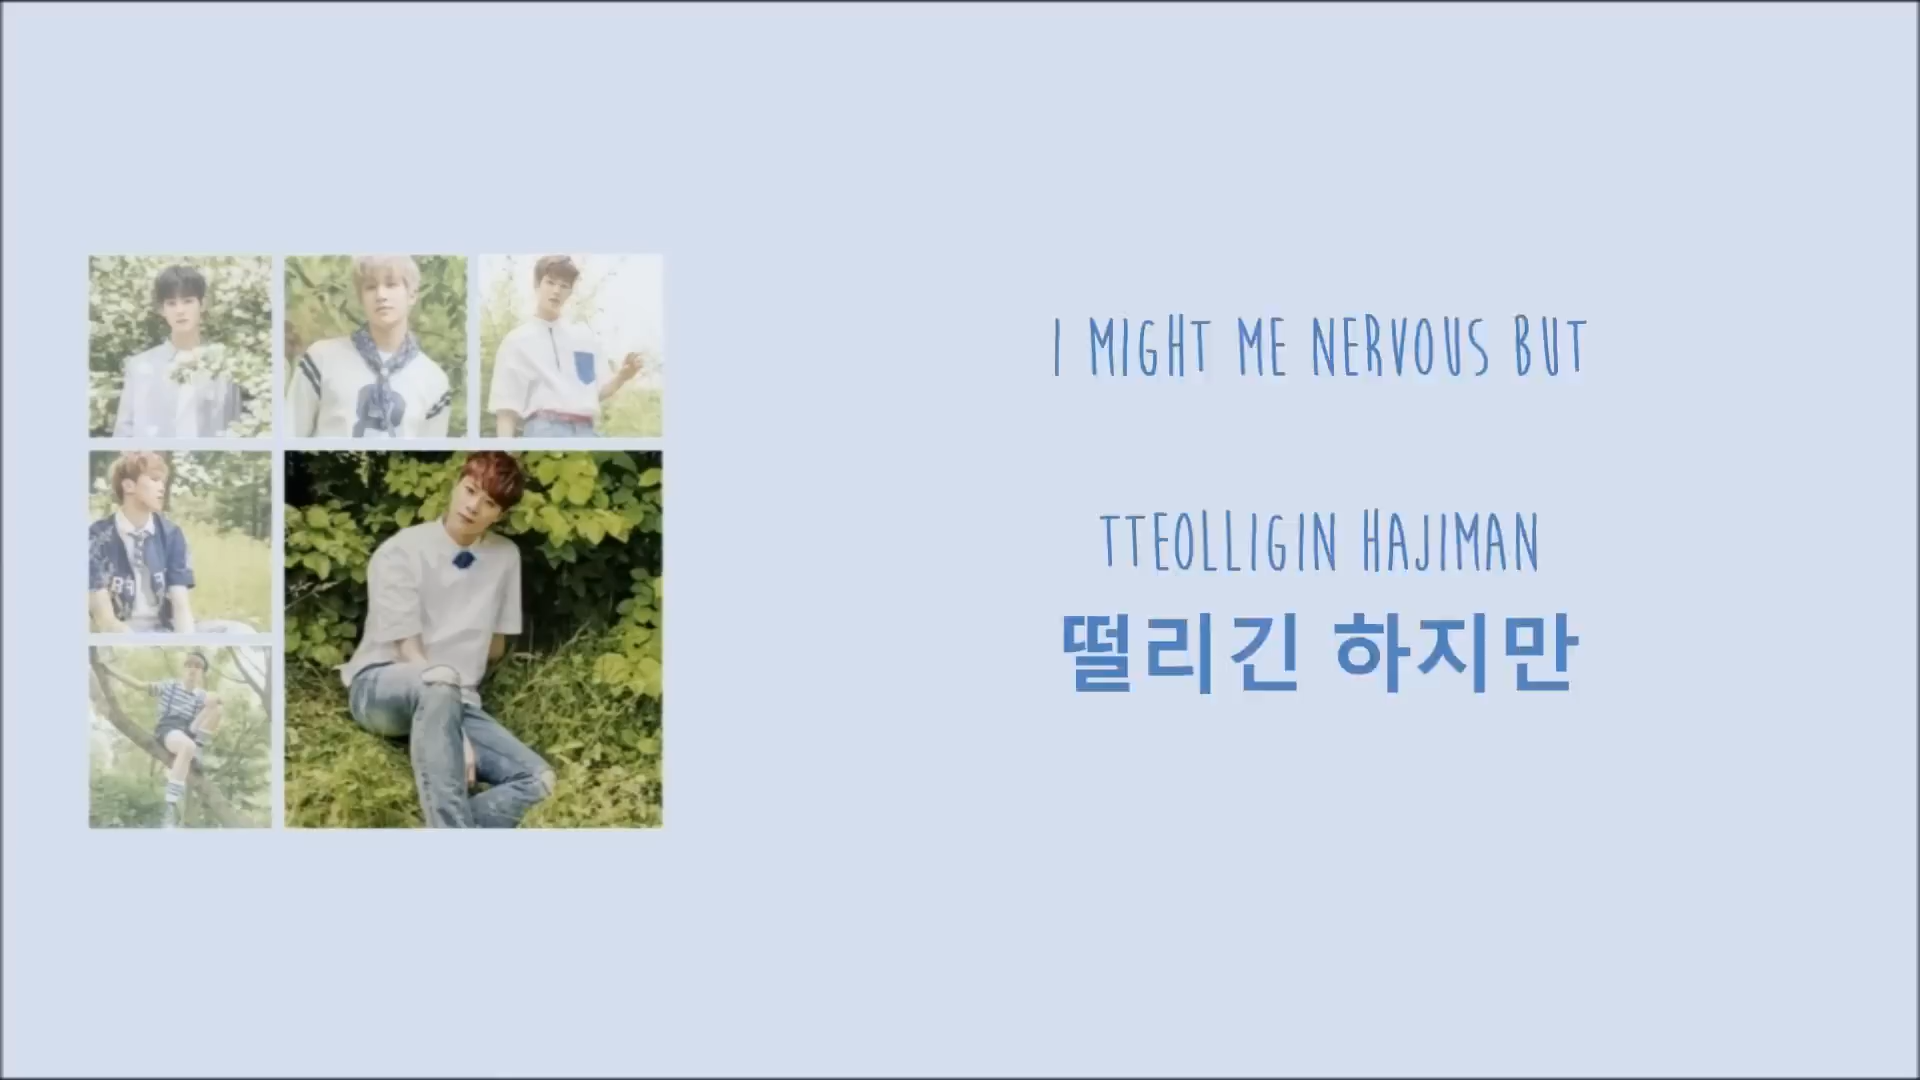 I MIGHT ME NERVOUS BUT
TTEOLLIGIN HAJIMAN
떨리긴 하지만